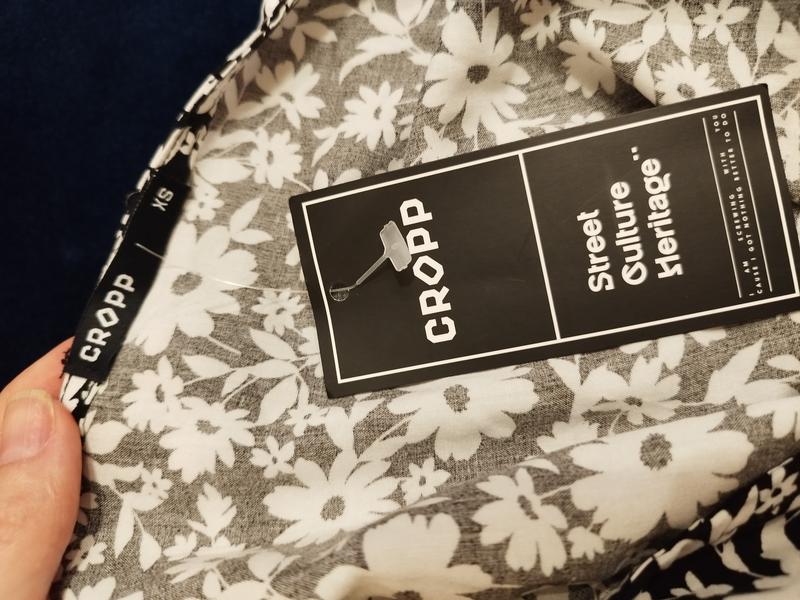 CROPP
XS
CROPP
Street
Culture
Heritage¨
I AM SCREWING WITH YOU
CAUSE I GOT NOTHING BETTER TO DO